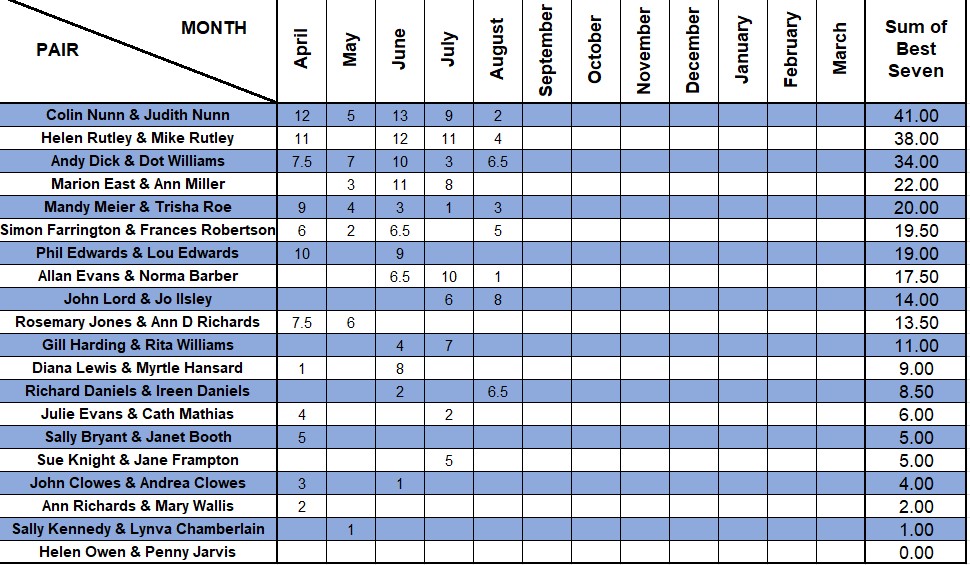 MONTH
PAIR
April May June July August September October November December January February March Sum of Best Seven
Colin Nunn & Judith Nunn 12 5 13 9 2 41.00
Helen Rutley & Mike Rutley 11 12 11 4 38.00
Andy Dick & Dot Williams 7.5 7 10 3 6.5 34.00
Marion East & Ann Miller 3 11 8 22.00
Mandy Meier & Trisha Roe 9 4 3 1 3 20.00
Simon Farrington & Frances Robertson 6 2 6.5 5 19.50
Phil Edwards & Lou Edwards 10 9 19.00
Allan Evans & Norma Barber 6.5 10 1 17.50
John Lord & Jo Ilsley 6 8 14.00
Rosemary Jones & Ann D Richards 7.5 6 13.50
Gill Harding & Rita Williams 4 7 11.00
Diana Lewis & Myrtle Hansard 1 8 9.00
Richard Daniels & Ireen Daniels 2 6.5 8.50
Julie Evans & Cath Mathias 4 2 6.00
Sally Bryant & Janet Booth 5 5.00
Sue Knight & Jane Frampton 5 5.00
John Clowes & Andrea Clowes 3 1 4.00
Ann Richards & Mary Wallis 2 2.00
Sally Kennedy & Lynva Chamberlain 1 1.00
Helen Owen & Penny Jarvis 0.00